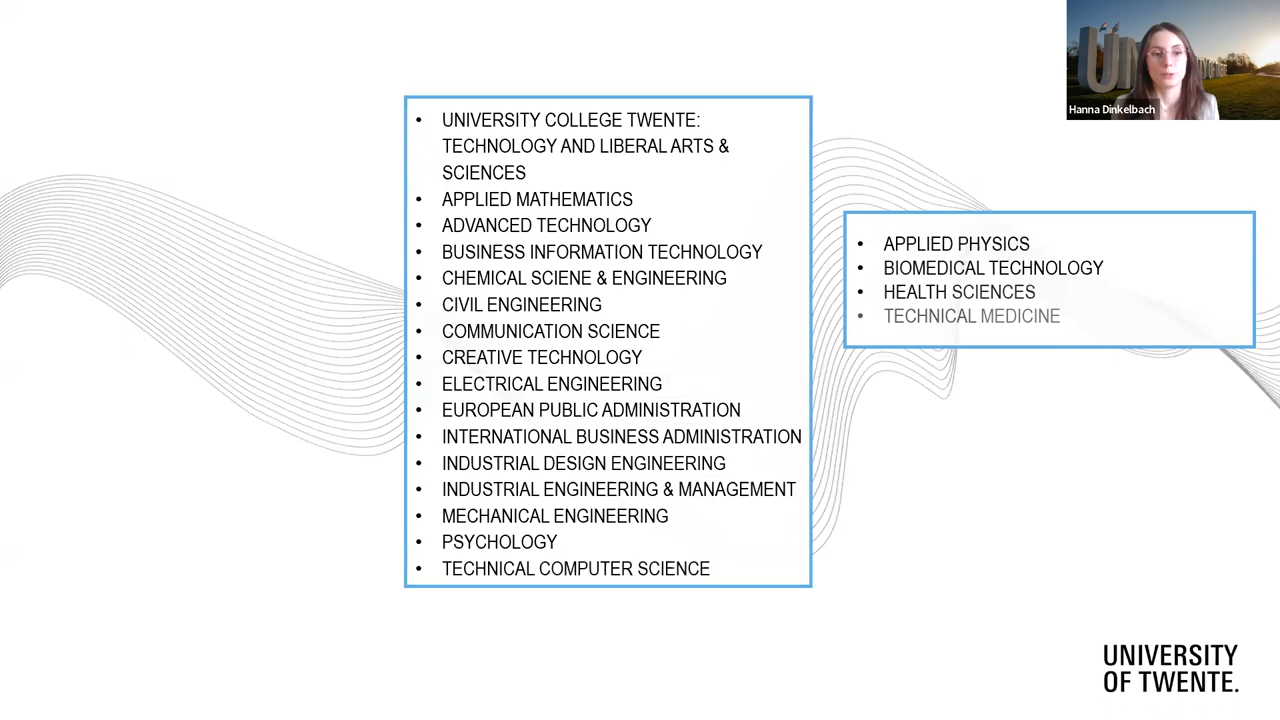 UNIVERSITY COLLEGE TWENTE:
TECHNOLOGY AND LIBERAL ARTS &
SCIENCES
APPLIED MATHEMATICS
ADVANCED TECHNOLOGY
BUSINESS INFORMATION TECHNOLOGY
CHEMICAL SCIENE & ENGINEERING
CIVIL ENGINEERING
COMMUNICATION SCIENCE
CREATIVE TECHNOLOGY
ELECTRICAL ENGINEERING
EUROPEAN PUBLIC ADMINISTRATION
INTERNATIONAL BUSINESS ADMINISTRATION
INDUSTRIAL DESIGN ENGINEERING
INDUSTRIAL ENGINEERING & MANAGEMENT
MECHANICAL ENGINEERING
PSYCHOLOGY
TECHNICAL COMPUTER SCIENCE
APPLIED PHYSICS
BIOMEDICAL TECHNOLOGY
HEALTH SCIENCES
TECHNICAL MEDICINE
Hanna Dinkelbach
UNIVERSITY
OF TWENTE.